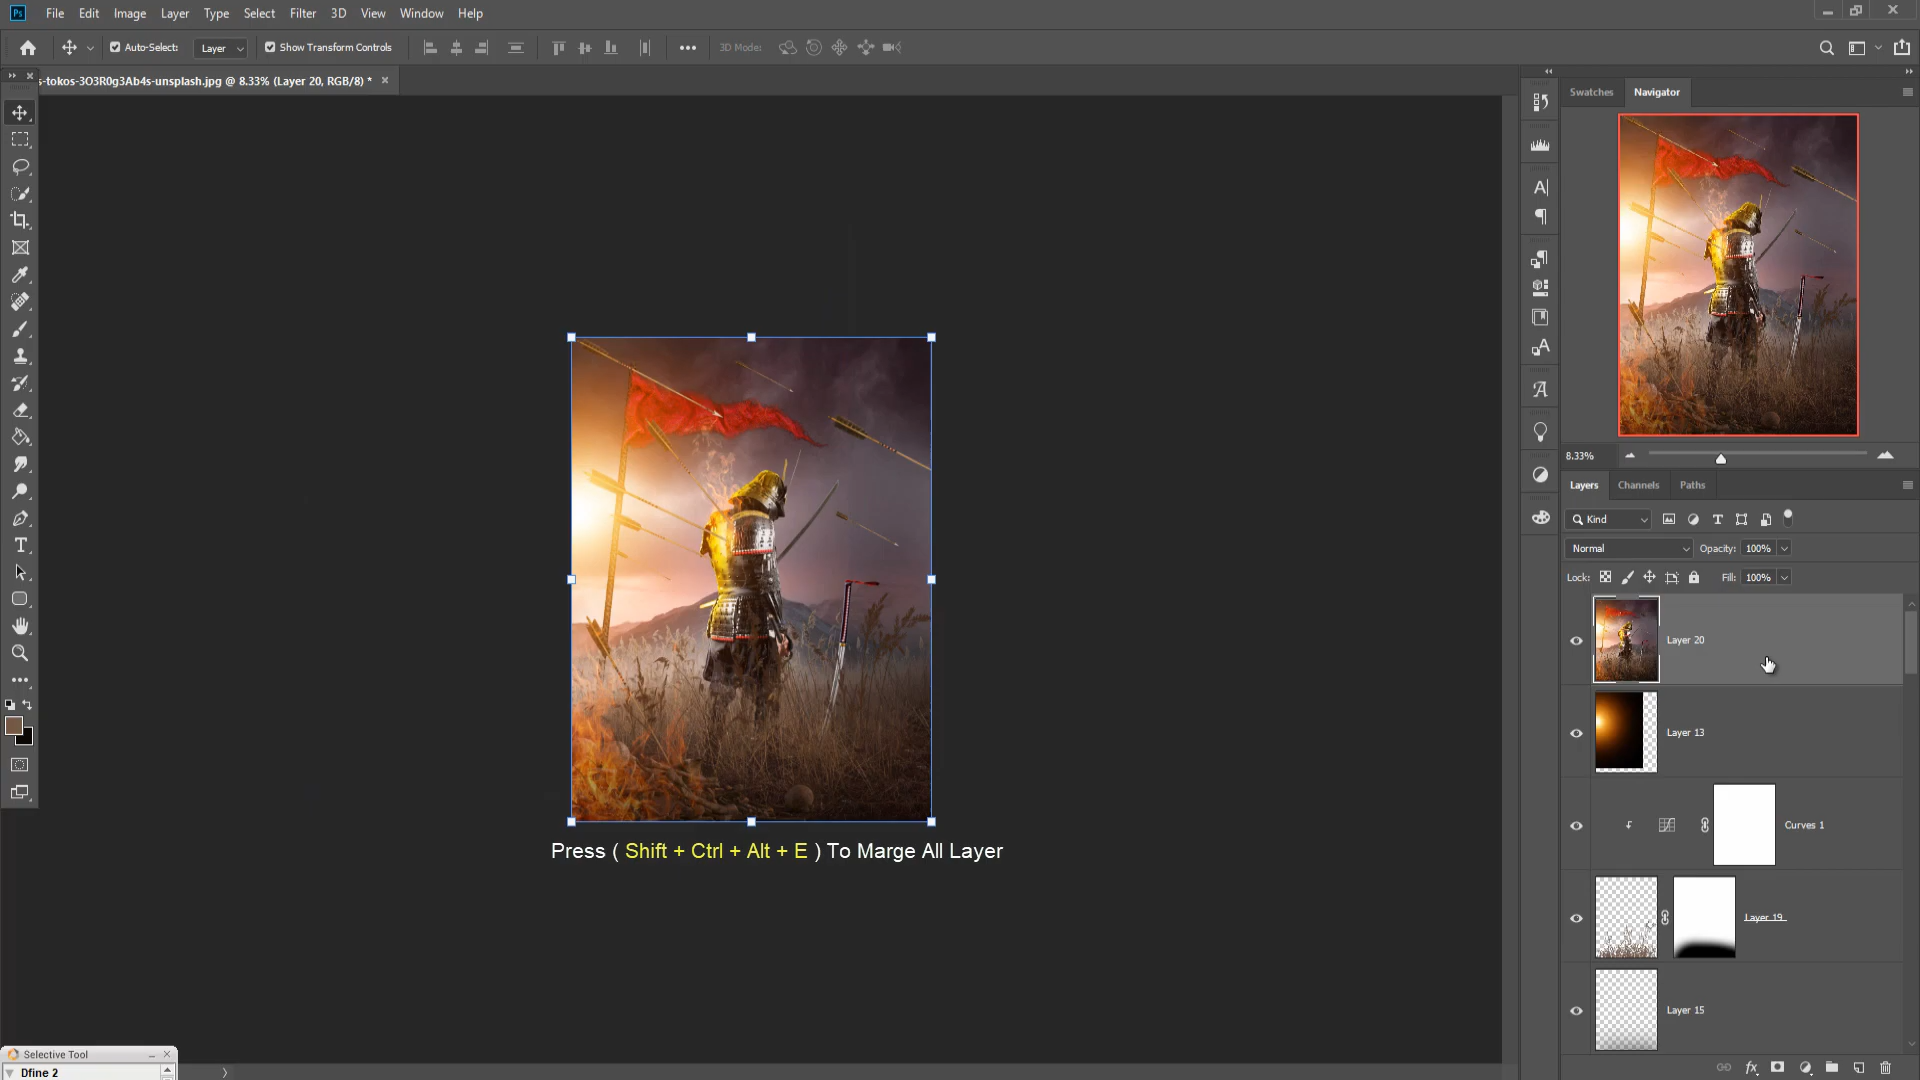 Ps File Edit Image Layer Type Select Filter 3D View Window Help
Auto-Select: Layer Show Transform Controls 3D Mode:
s-tokos-3O3R0g3Ab4s-unsplash.jpg @ 8.33% (Layer 20, RGB/8) *
Swatches Navigator
8.33%
Layers Channels Paths
Kind
Normal Opacity: 100%
Lock: Fill: 100%
Layer 20
Layer 13
Curves 1
Press ( Shift + Ctrl + Alt + E ) To Marge All Layer
Layer 19
Layer 15
Selective Tool
Dfine 2